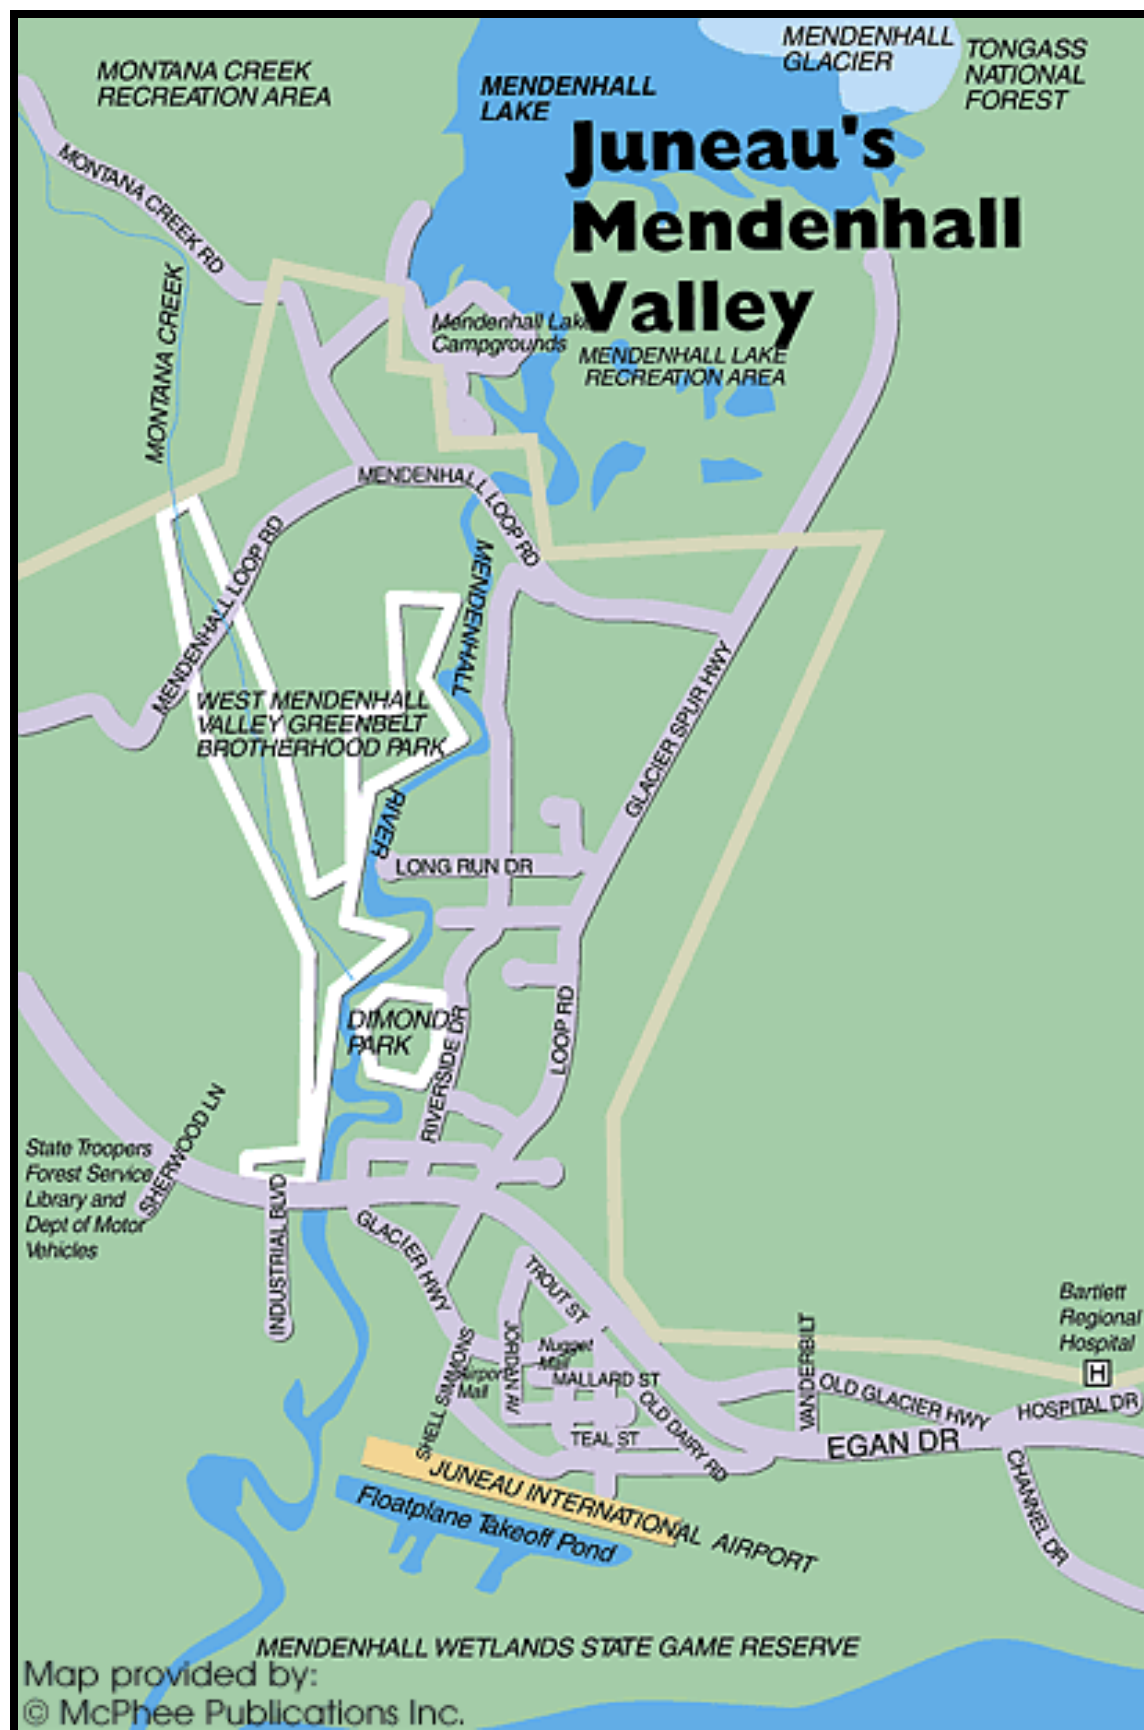 MENDENHALL
GLACIER
TONGASS
NATIONAL
FOREST
MONTANA CREEK
RECREATION AREA
MENDENHALL
LAKE
Juneau's
Mendenhall
Valley
MONTANA CREEK RD
MONTANA CREEK
Mendenhall Lake
Campgrounds
MENDENHALL LAKE
RECREATION AREA
MENDENHALL LOOP RD
MENDENHALL LOOP RD
MENDENHALL
RIVER
WEST MENDENHALL
VALLEY GREENBELT
BROTHERHOOD PARK
GLACIER SPUR HWY
LONG RUN DR
DIMOND
PARK
RIVERSIDE DR
LOOP RD
SHERWOOD LN
State Troopers
Forest Service
Library and
Dept of Motor
Vehicles
INDUSTRIAL BLVD
GLACIER HWY
TROUT ST
JORDAN AV
SHELL SIMMONS
Nugget
Mall
Airport
Mall
MALLARD ST
TEAL ST
OLD DAIRY RD
VANDERBILT
OLD GLACIER HWY
Bartlett
Regional
Hospital
H
HOSPITAL DR
EGAN DR
CHANNEL DR
JUNEAU INTERNATIONAL AIRPORT
Floatplane Takeoff Pond
MENDENHALL WETLANDS STATE GAME RESERVE
Map provided by:
© McPhee Publications Inc.